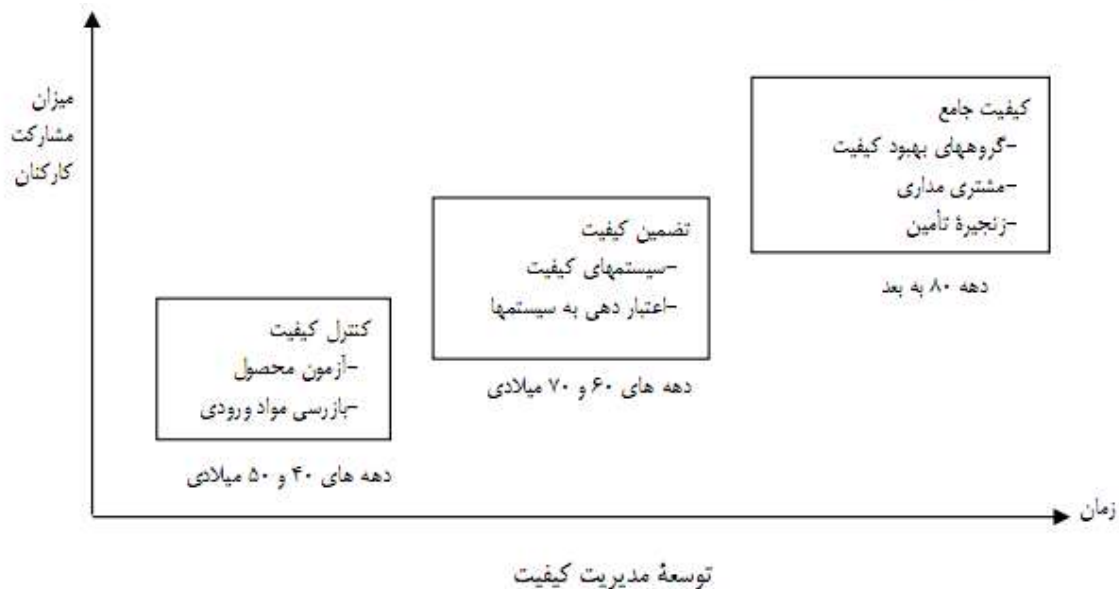 میزان
مشارکت
کارکنان
کیفیت جامع
-گروههای بهبود کیفیت
-مشتری مداری
-زنجیرۀ تأمین
دهه ۸۰ به بعد
تضمین کیفیت
-سیستمهای کیفیت
-اعتبار دهی به سیستمها
دهه های ۶۰ و ۷۰ میلادی
کنترل کیفیت
-آزمون محصول
-بازرسی مواد ورودی
دهه های ۴۰ و ۵۰ میلادی
زمان
توسعۀ مدیریت کیفیت